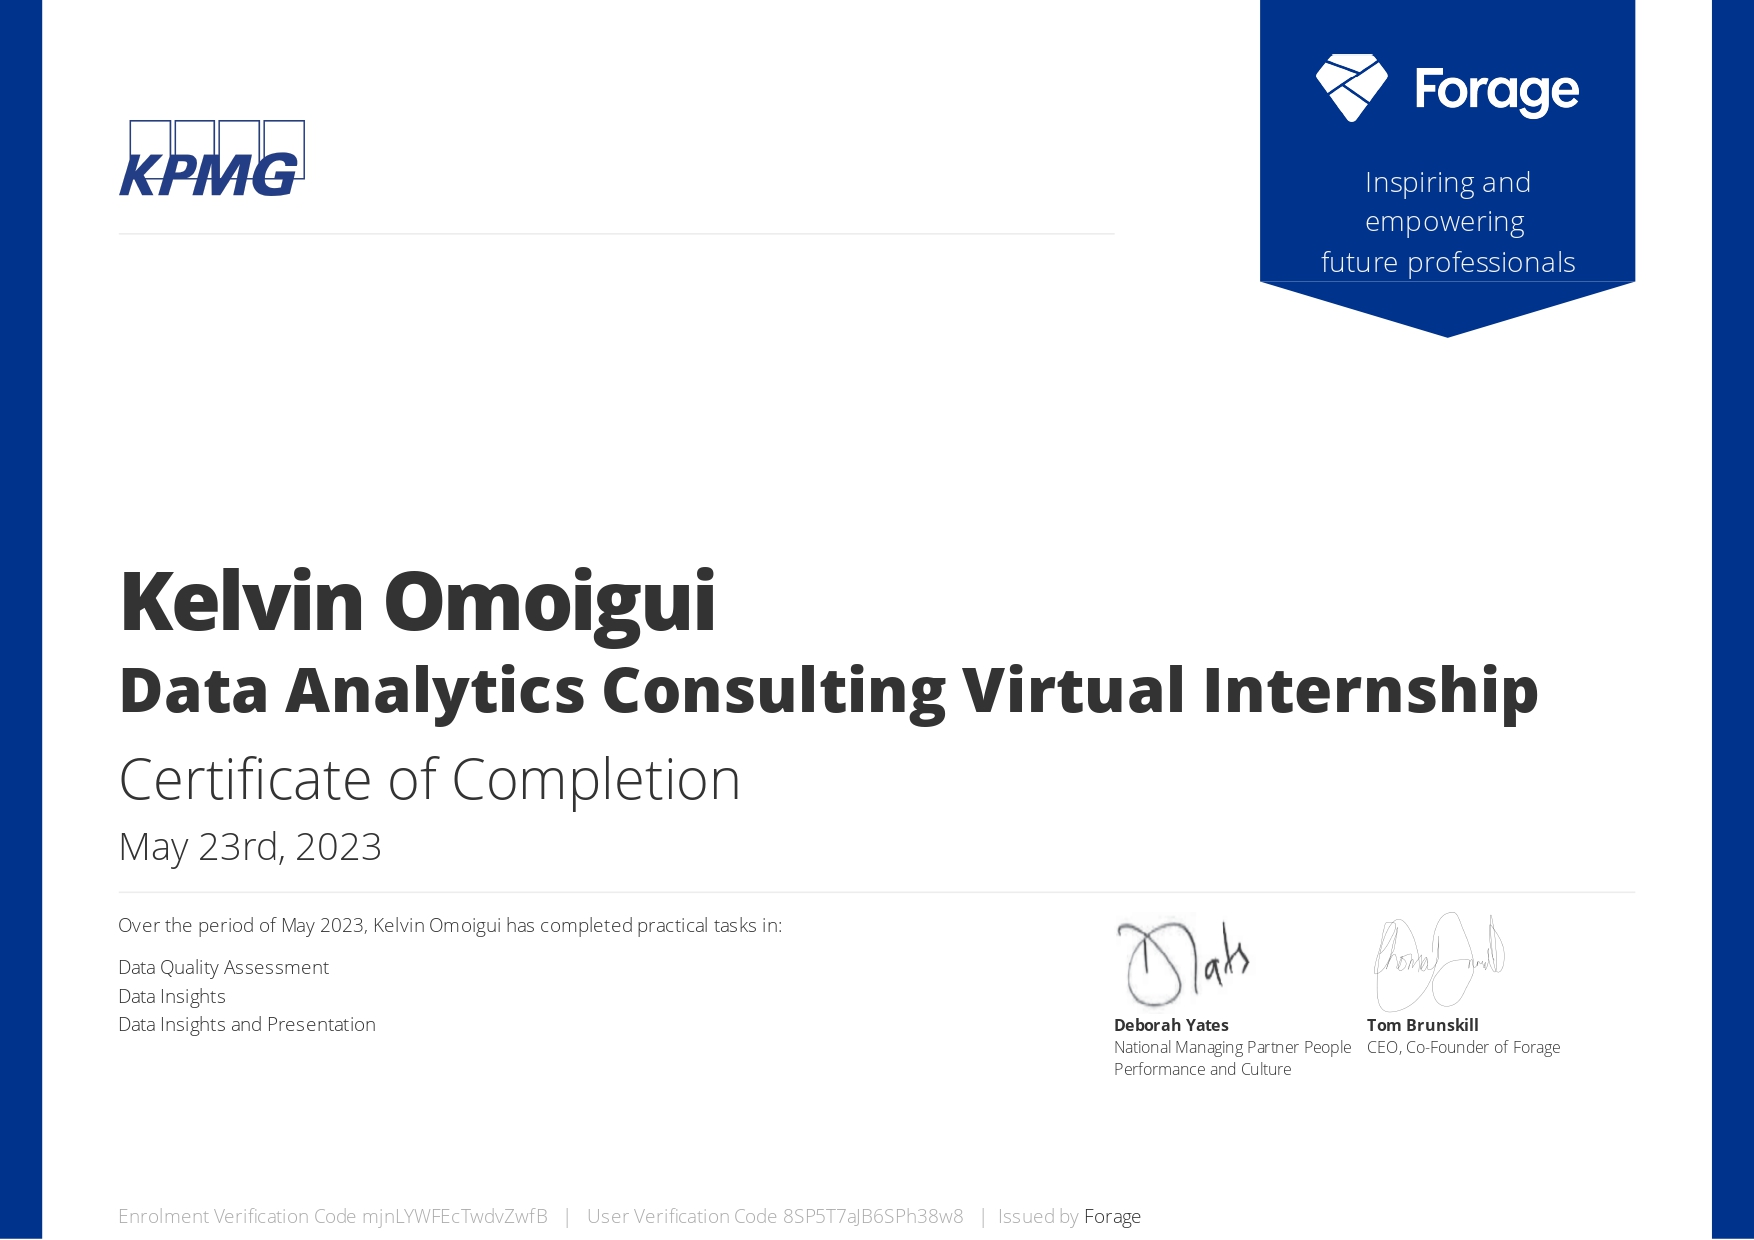 KPMG
Forage
Inspiring and
empowering
future professionals
Kelvin Omoigui
Data Analytics Consulting Virtual Internship
Certificate of Completion
May 23rd, 2023
Over the period of May 2023, Kelvin Omoigui has completed practical tasks in:
Data Quality Assessment
Data Insights
Data Insights and Presentation
Deborah Yates
National Managing Partner People
Performance and Culture
Tom Brunskill
CEO, Co-Founder of Forage
Enrolment Verification Code mjnLYWFEcTwdvZwfB | User Verification Code 8SP5T7aJB6SPh38w8 | Issued by Forage